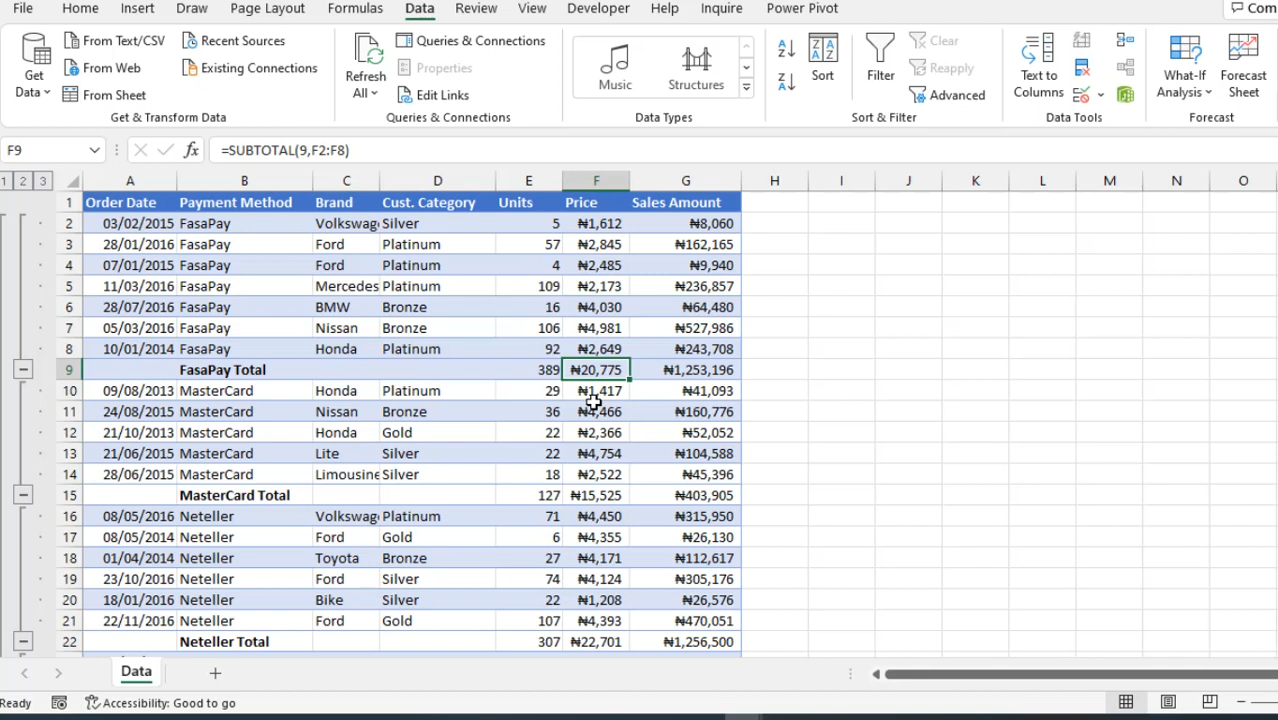 File Home Insert Draw Page Layout Formulas Data Review View Developer Help Inquire Power Pivot Com
From Text/CSV Recent Sources Queries & Connections Clear
From Web Existing Connections Properties Reapply
Get Data From Sheet Refresh All Edit Links Music Structures Sort Filter Advanced Text to Columns What-If Analysis Forecast Sheet
Get & Transform Data Queries & Connections Data Types Sort & Filter Data Tools Forecast
F9 fx =SUBTOTAL(9,F2:F8)
1 2 3 A B C D E F G H I J K L M N O
1 Order Date Payment Method Brand Cust. Category Units Price Sales Amount
2 03/02/2015 FasaPay Volkswag Silver 5 ₦1,612 ₦8,060
3 28/01/2016 FasaPay Ford Platinum 57 ₦2,845 ₦162,165
4 07/01/2015 FasaPay Ford Platinum 4 ₦2,485 ₦9,940
5 11/03/2016 FasaPay Mercedes Platinum 109 ₦2,173 ₦236,857
6 28/07/2016 FasaPay BMW Bronze 16 ₦4,030 ₦64,480
7 05/03/2016 FasaPay Nissan Bronze 106 ₦4,981 ₦527,986
8 10/01/2014 FasaPay Honda Platinum 92 ₦2,649 ₦243,708
9 FasaPay Total 389 ₦20,775 ₦1,253,196
10 09/08/2013 MasterCard Honda Platinum 29 ₦1,417 ₦41,093
11 24/08/2015 MasterCard Nissan Bronze 36 ₦4,466 ₦160,776
12 21/10/2013 MasterCard Honda Gold 22 ₦2,366 ₦52,052
13 21/06/2015 MasterCard Lite Silver 22 ₦4,754 ₦104,588
14 28/06/2015 MasterCard Limousine Silver 18 ₦2,522 ₦45,396
15 MasterCard Total 127 ₦15,525 ₦403,905
16 08/05/2016 Neteller Volkswag Platinum 71 ₦4,450 ₦315,950
17 08/05/2014 Neteller Ford Gold 6 ₦4,355 ₦26,130
18 01/04/2014 Neteller Toyota Bronze 27 ₦4,171 ₦112,617
19 23/10/2016 Neteller Ford Silver 74 ₦4,124 ₦305,176
20 18/01/2016 Neteller Bike Silver 22 ₦1,208 ₦26,576
21 22/11/2016 Neteller Ford Gold 107 ₦4,393 ₦470,051
22 Neteller Total 307 ₦22,701 ₦1,256,500
Data
Ready Accessibility: Good to go